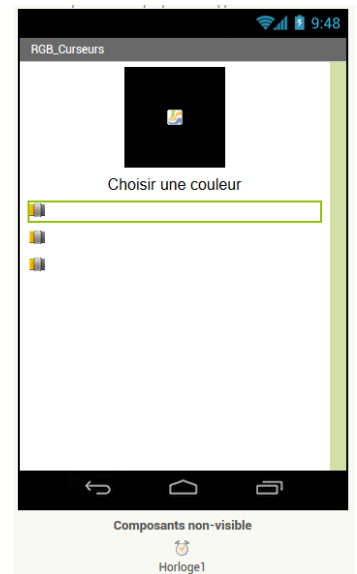 9:48
RGB_Curseurs
Choisir une couleur
Composants non-visible
Horloge1